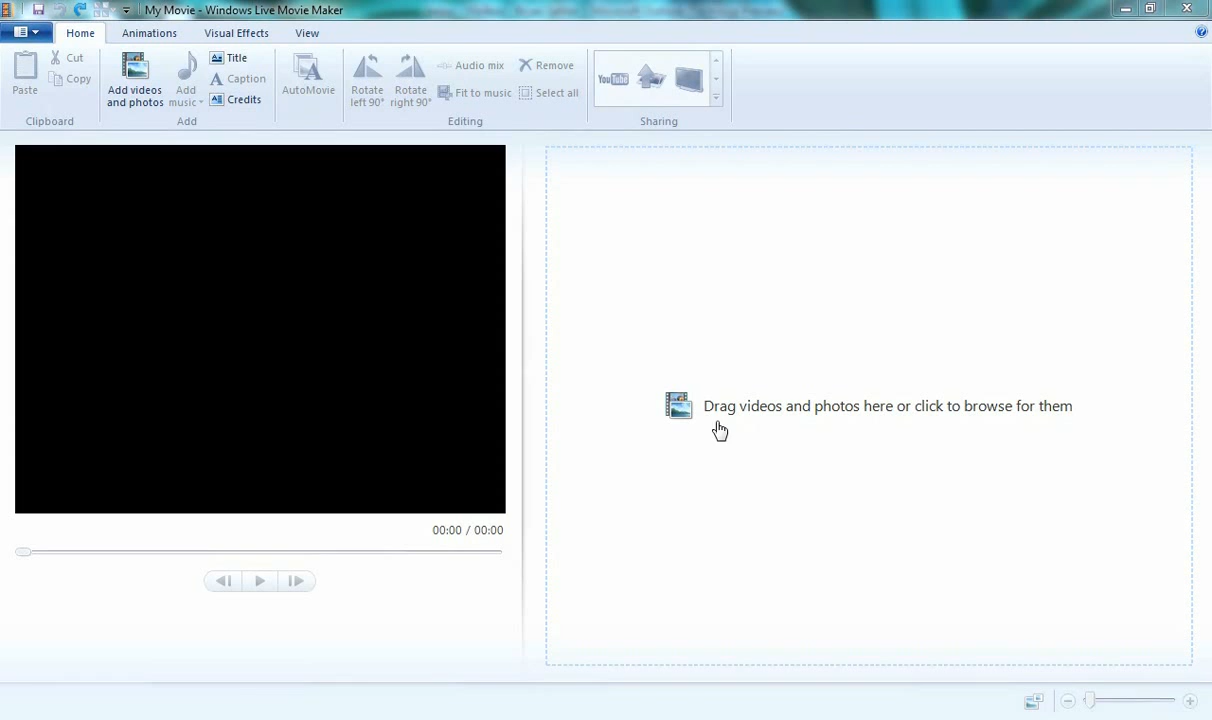 My Movie - Windows Live Movie Maker
Home
Animations
Visual Effects
View
Paste
Cut
Copy
Clipboard
Add videos
and photos
Add
music
Title
Caption
Credits
Add
AutoMovie
Rotate
left 90°
Rotate
right 90°
Audio mix
Fit to music
Remove
Select all
Editing
YouTube
Sharing
Drag videos and photos here or click to browse for them
00:00 / 00:00